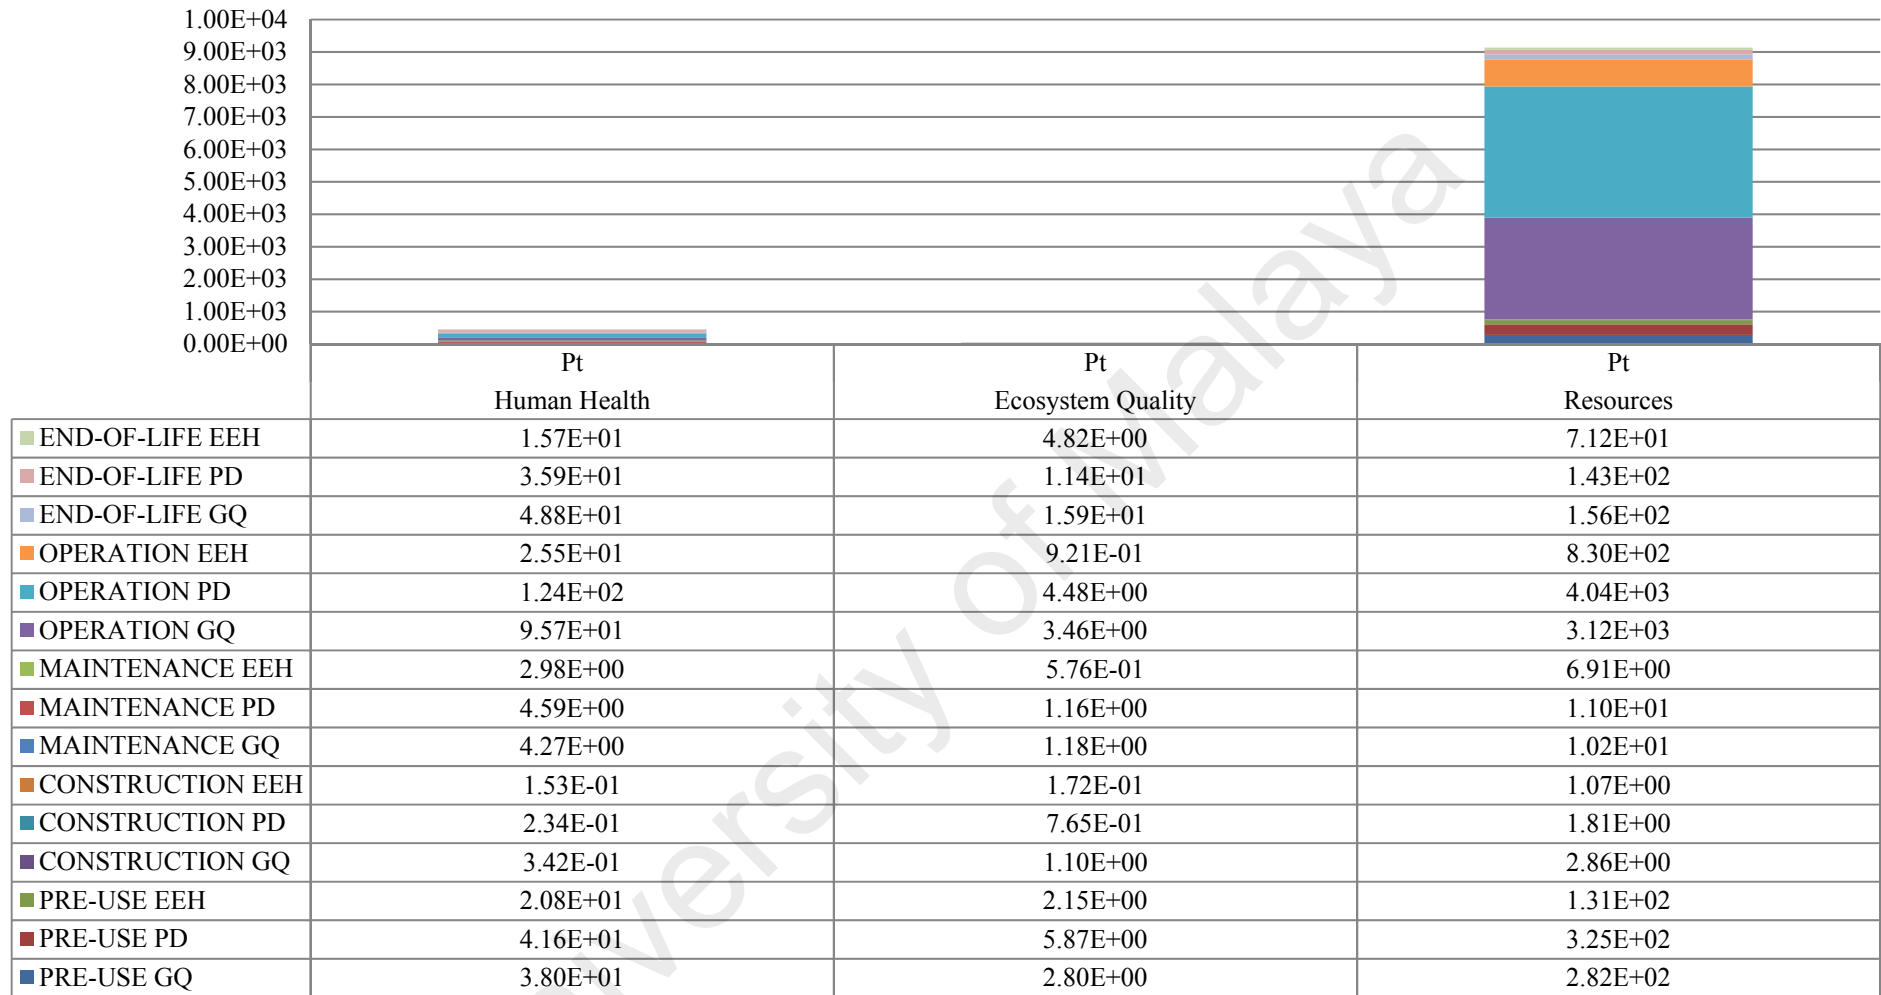 1.00E+04
9.00E+03
8.00E+03
7.00E+03
6.00E+03
5.00E+03
4.00E+03
3.00E+03
2.00E+03
1.00E+03
0.00E+00
Pt Pt Pt
Human Health Ecosystem Quality Resources
END-OF-LIFE EEH 1.57E+01 4.82E+00 7.12E+01
END-OF-LIFE PD 3.59E+01 1.14E+01 1.43E+02
END-OF-LIFE GQ 4.88E+01 1.59E+01 1.56E+02
OPERATION EEH 2.55E+01 9.21E-01 8.30E+02
OPERATION PD 1.24E+02 4.48E+00 4.04E+03
OPERATION GQ 9.57E+01 3.46E+00 3.12E+03
MAINTENANCE EEH 2.98E+00 5.76E-01 6.91E+00
MAINTENANCE PD 4.59E+00 1.16E+00 1.10E+01
MAINTENANCE GQ 4.27E+00 1.18E+00 1.02E+01
CONSTRUCTION EEH 1.53E-01 1.72E-01 1.07E+00
CONSTRUCTION PD 2.34E-01 7.65E-01 1.81E+00
CONSTRUCTION GQ 3.42E-01 1.10E+00 2.86E+00
PRE-USE EEH 2.08E+01 2.15E+00 1.31E+02
PRE-USE PD 4.16E+01 5.87E+00 3.25E+02
PRE-USE GQ 3.80E+01 2.80E+00 2.82E+02
versity of Malaya